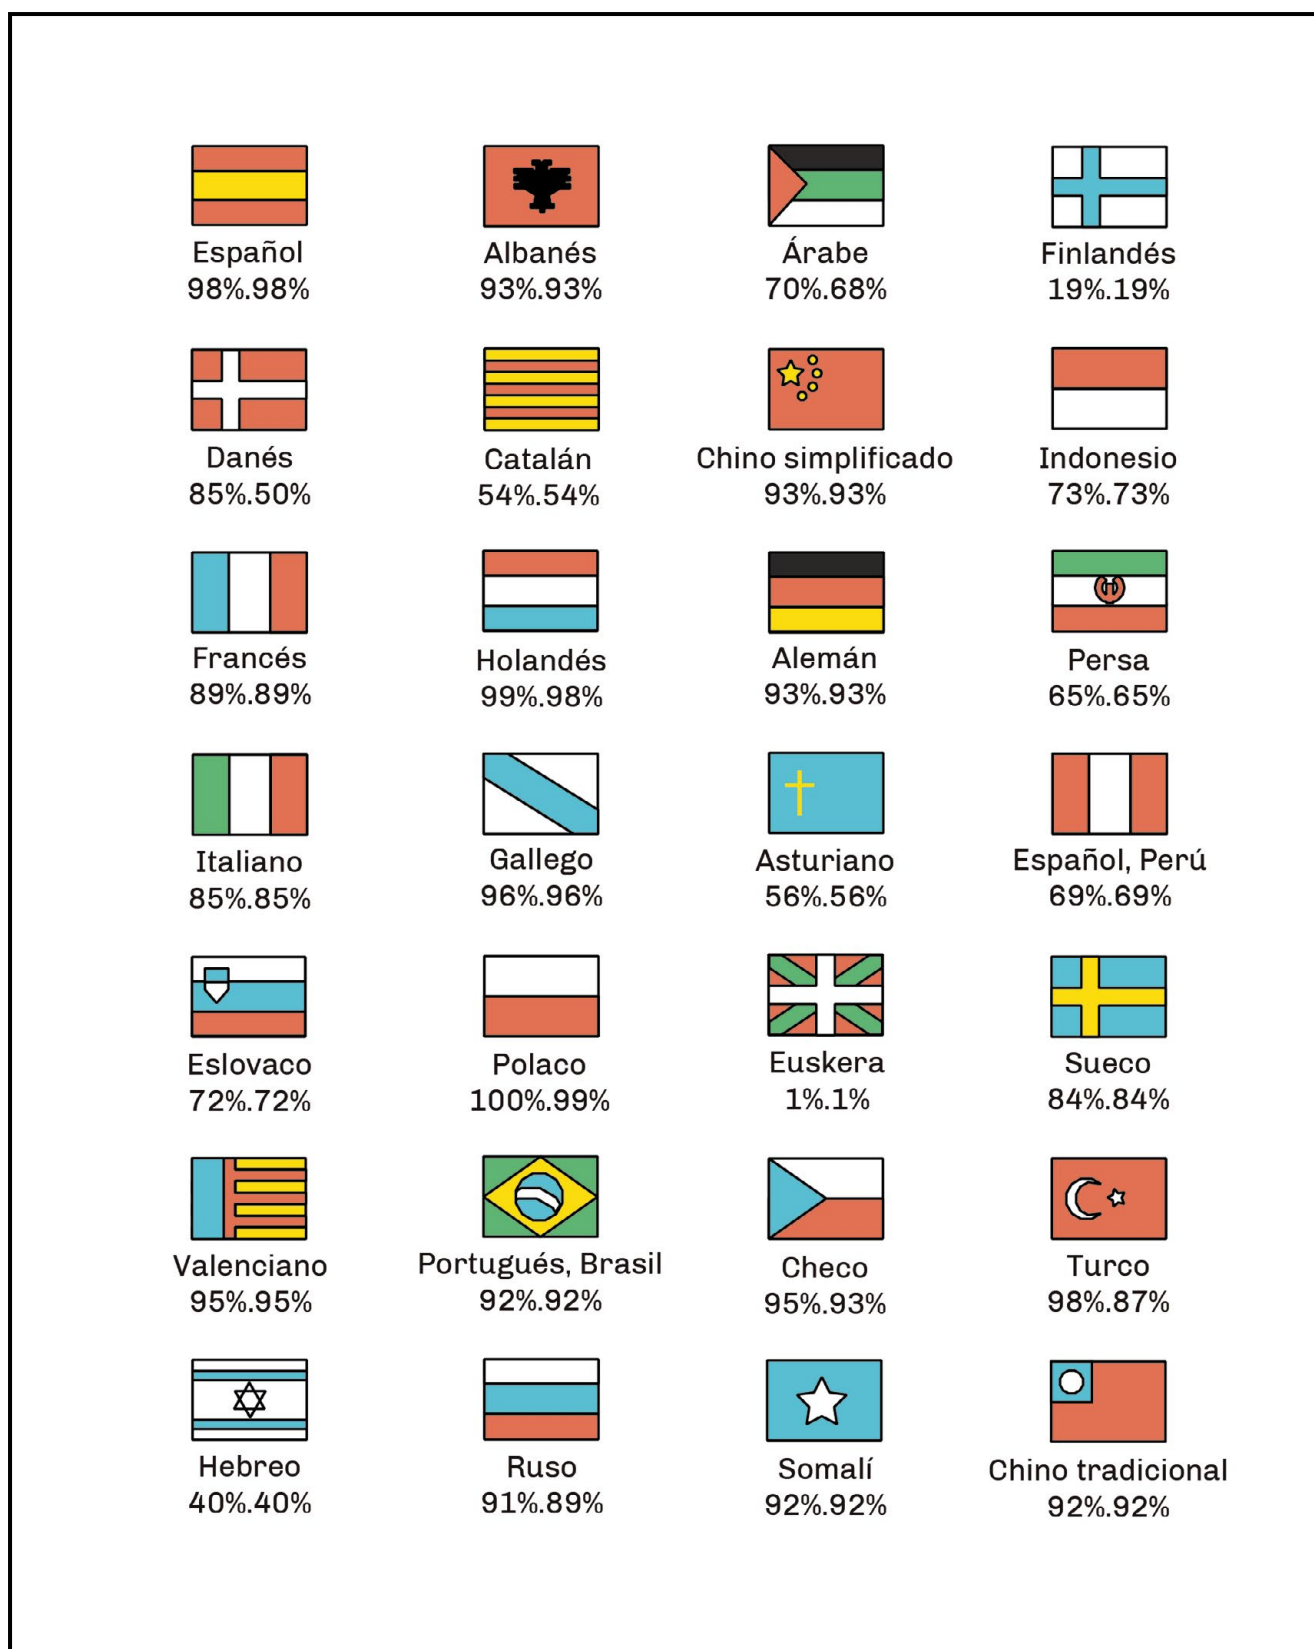 Español
98%.98%
Albanés
93%.93%
Árabe
70%.68%
Finlandés
19%.19%
Danés
85%.50%
Catalán
54%.54%
Chino simplificado
93%.93%
Indonesio
73%.73%
Francés
89%.89%
Holandés
99%.98%
Alemán
93%.93%
Persa
65%.65%
Italiano
85%.85%
Gallego
96%.96%
Asturiano
56%.56%
Español, Perú
69%.69%
Eslovaco
72%.72%
Polaco
100%.99%
Euskera
1%.1%
Sueco
84%.84%
Valenciano
95%.95%
Portugués, Brasil
92%.92%
Checo
95%.93%
Turco
98%.87%
Hebreo
40%.40%
Ruso
91%.89%
Somalí
92%.92%
Chino tradicional
92%.92%